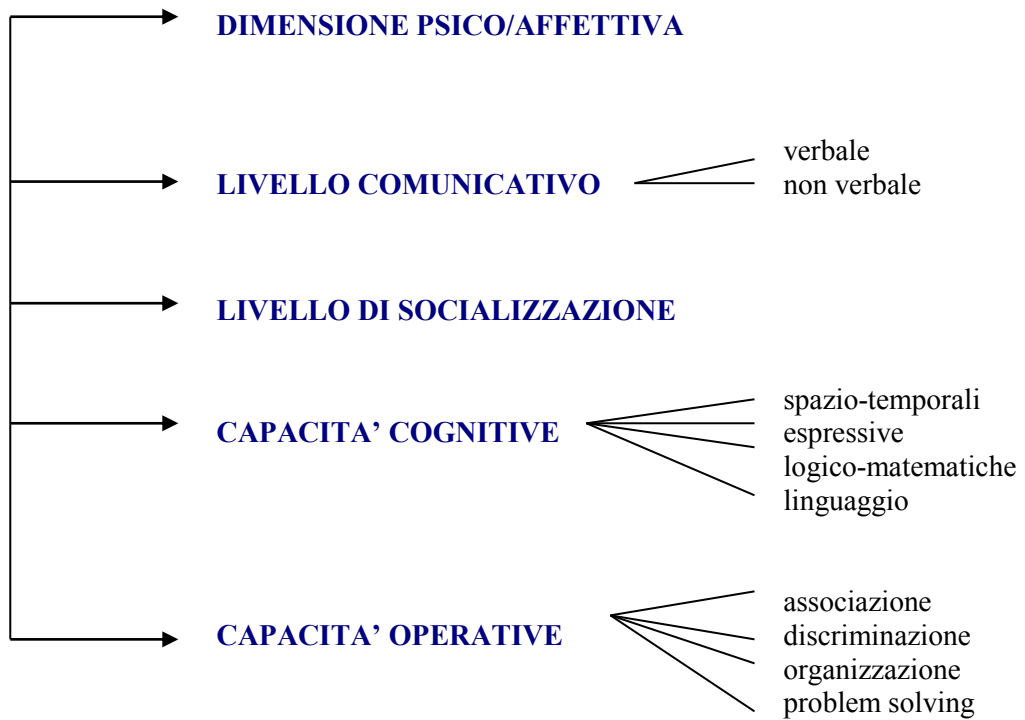 DIMENSIONE PSICO/AFFETTIVA
LIVELLO COMUNICATIVO
verbale
non verbale
LIVELLO DI SOCIALIZZAZIONE
CAPACITA’ COGNITIVE
spazio-temporali
espressive
logico-matematiche
linguaggio
CAPACITA’ OPERATIVE
associazione
discriminazione
organizzazione
problem solving